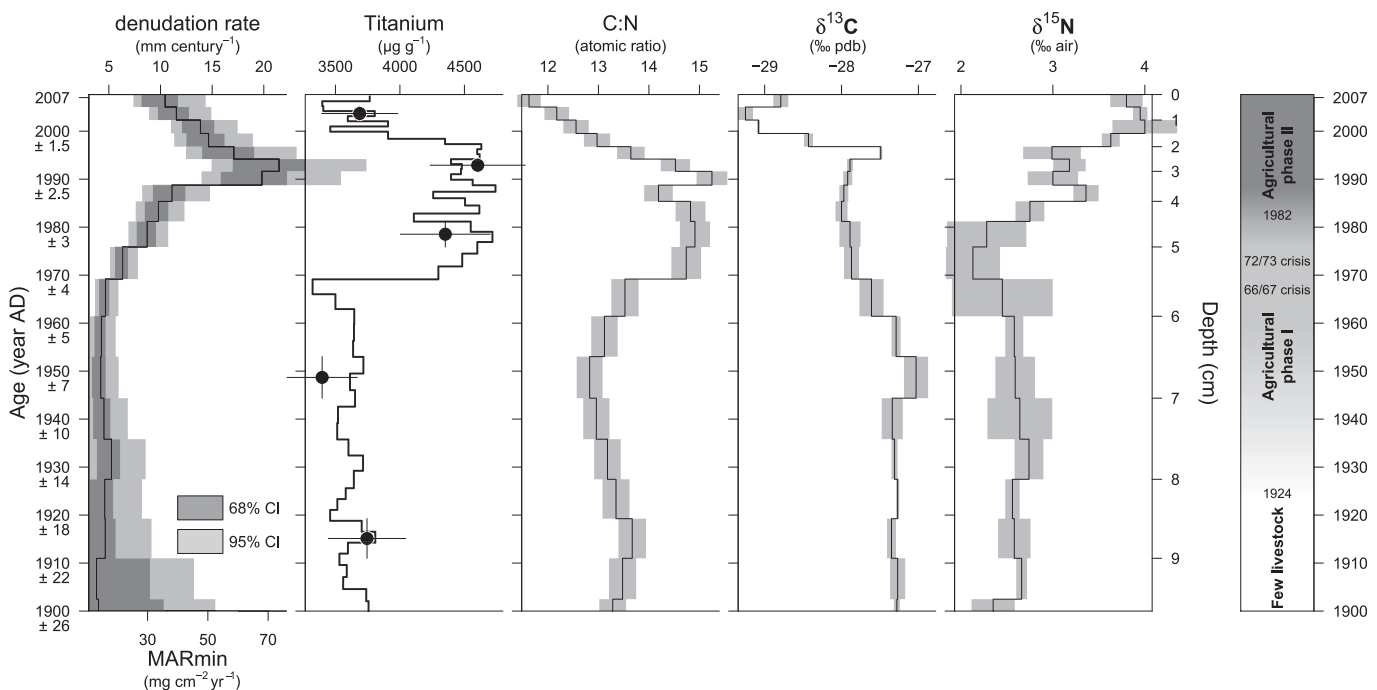 denudation rate
(mm century⁻¹)
5 10 15 20
Titanium
(µg g⁻¹)
3500 4000 4500
C:N
(atomic ratio)
12 13 14 15
δ¹³C
(‰ pdb)
−29 −28 −27
δ¹⁵N
(‰ air)
2 3 4
Age (year AD)
2007
2000
± 1.5
1990
± 2.5
1980
± 3
1970
± 4
1960
± 5
1950
± 7
1940
± 10
1930
± 14
1920
± 18
1910
± 22
1900
± 26
68% CI
95% CI
30 50 70
MARmin
(mg cm⁻² yr⁻¹)
0
1
2
3
4
5
6
7
8
9
Depth (cm)
Agricultural
phase II
1982
72/73 crisis
66/67 crisis
Agricultural
phase I
1924
Few livestock
2007
2000
1990
1980
1970
1960
1950
1940
1930
1920
1910
1900